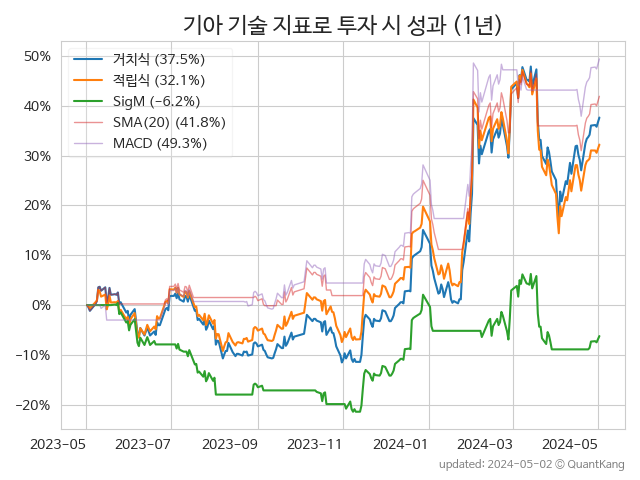 기아 기술 지표로 투자 시 성과 (1년)
50%
40%
30%
20%
10%
0%
−10%
−20%
거치식 (37.5%)
적립식 (32.1%)
SigM (−6.2%)
SMA(20) (41.8%)
MACD (49.3%)
2023-05 2023-07 2023-09 2023-11 2024-01 2024-03 2024-05
updated: 2024-05-02 © QuantKang